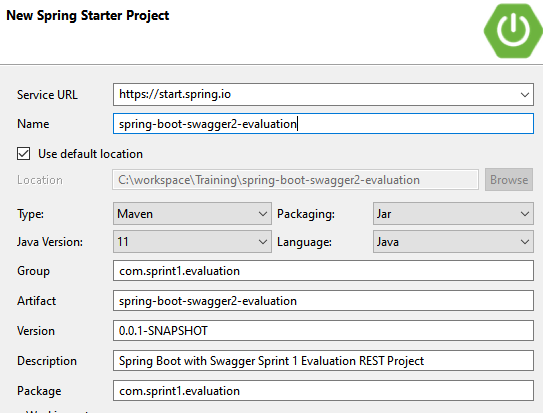 New Spring Starter Project
Service URL https://start.spring.io
Name spring-boot-swagger2-evaluation
Use default location
Location C:\workspace\Training\spring-boot-swagger2-evaluation Browse
Type: Maven Packaging: Jar
Java Version: 11 Language: Java
Group com.sprint1.evaluation
Artifact spring-boot-swagger2-evaluation
Version 0.0.1-SNAPSHOT
Description Spring Boot with Swagger Sprint 1 Evaluation REST Project
Package com.sprint1.evaluation